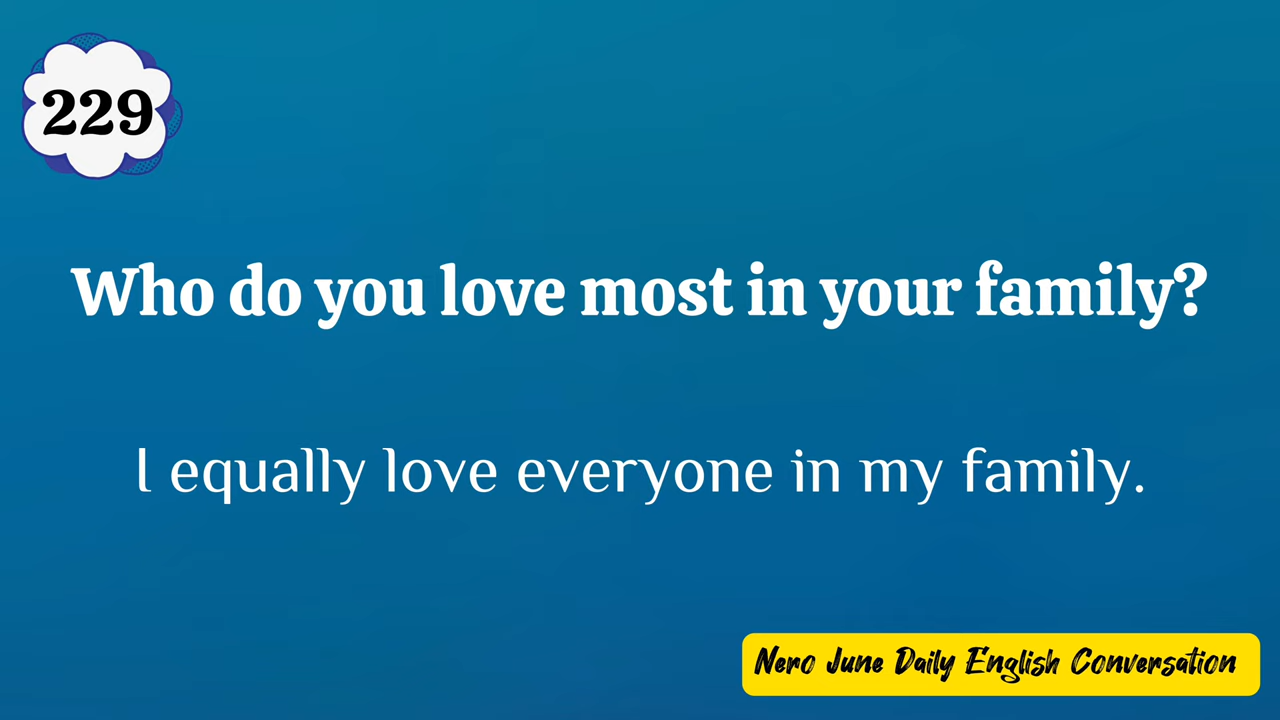 229
Who do you love most in your family?
I equally love everyone in my family.
Nero June Daily English Conversation